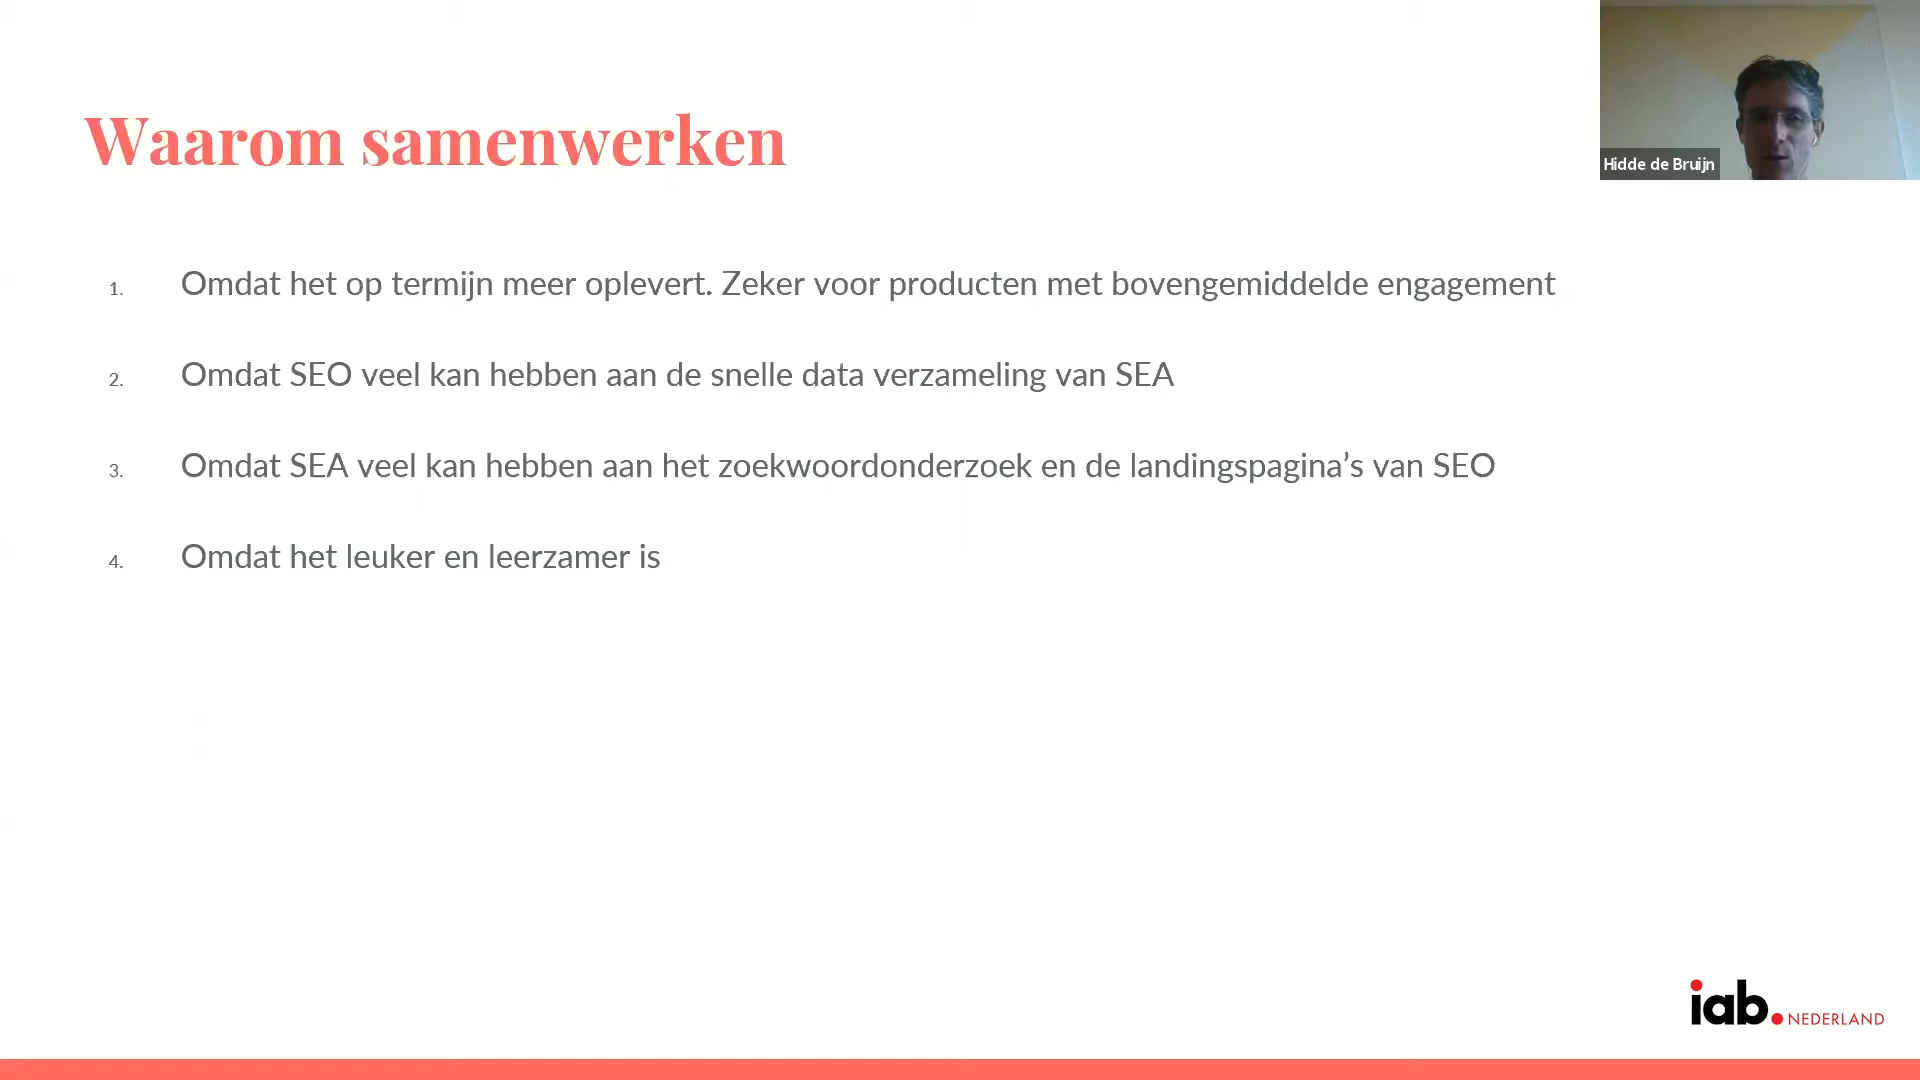 Waarom samenwerken
Hidde de Bruijn
1. Omdat het op termijn meer oplevert. Zeker voor producten met bovengemiddelde engagement
2. Omdat SEO veel kan hebben aan de snelle data verzameling van SEA
3. Omdat SEA veel kan hebben aan het zoekwoordonderzoek en de landingspagina’s van SEO
4. Omdat het leuker en leerzamer is
iab. NEDERLAND